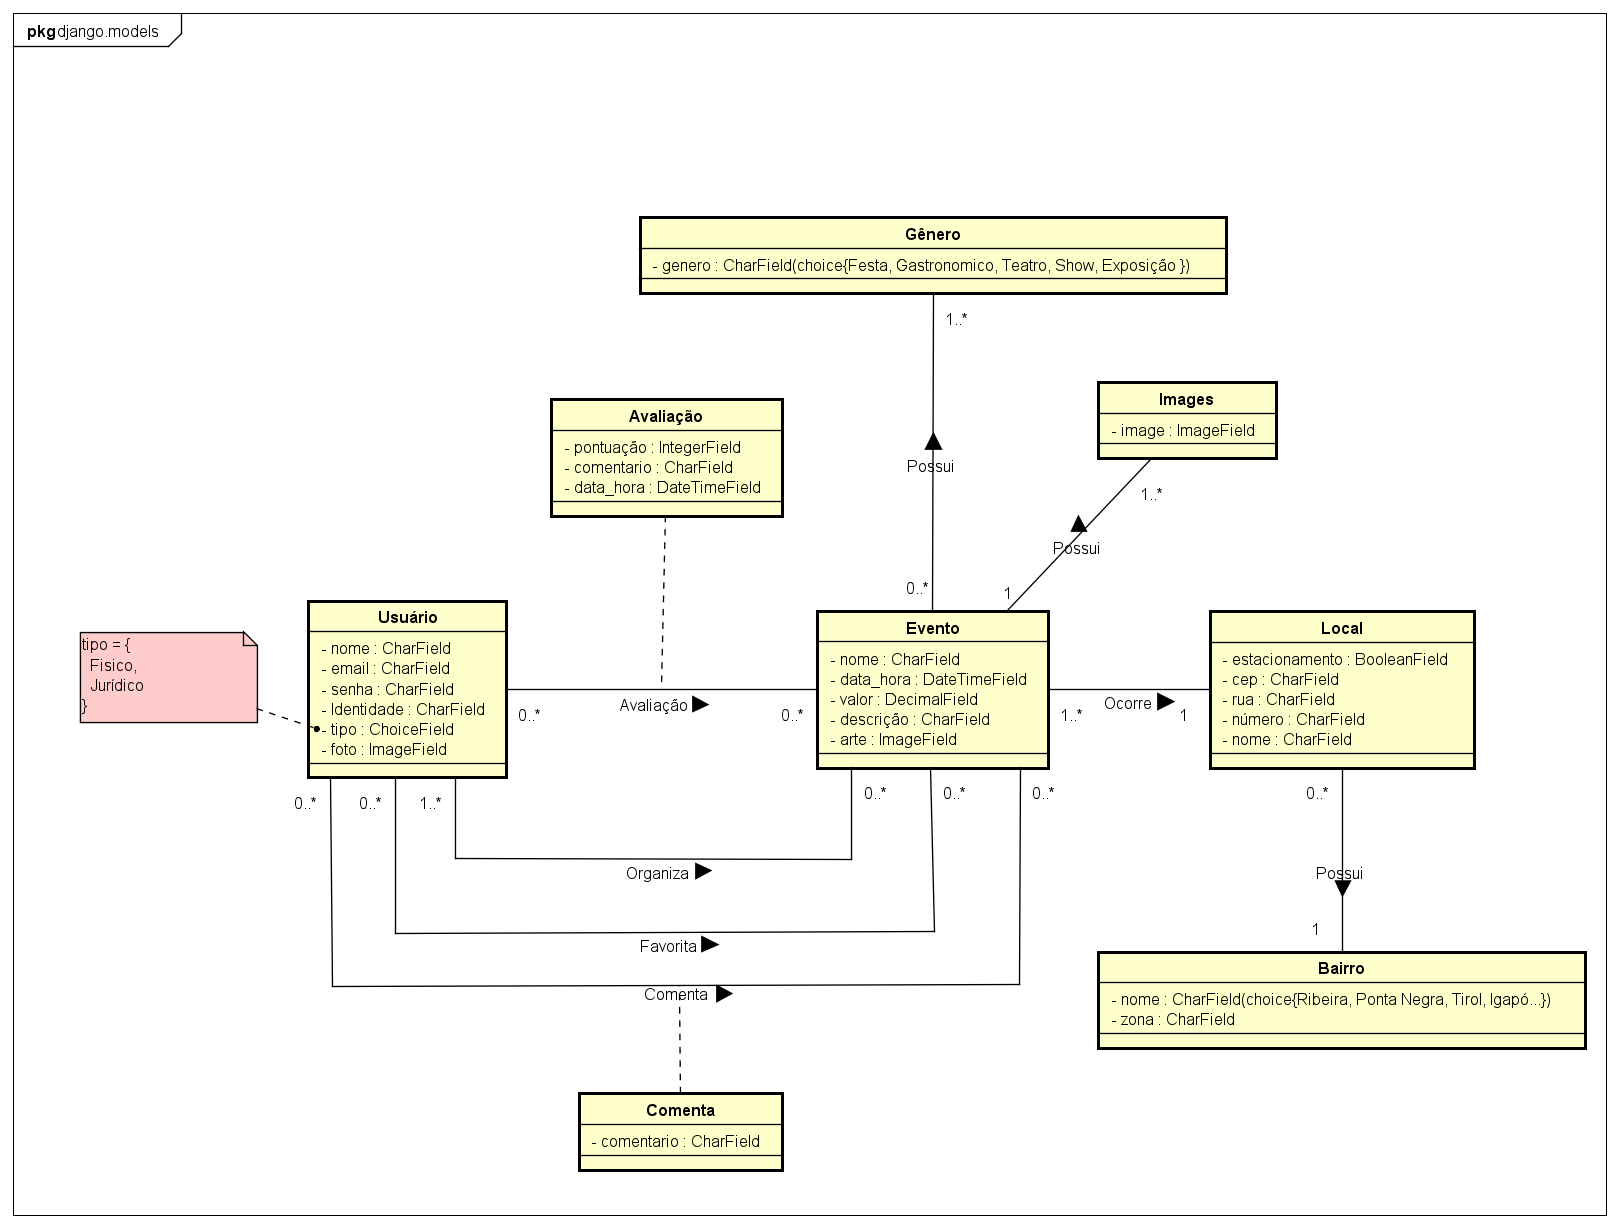 pkg django.models
Gênero
- genero : CharField(choice{Festa, Gastronomico, Teatro, Show, Exposição })
1..*
Possui
0..*
Images
- image : ImageField
1..*
Possui
1
Avaliação
- pontuação : IntegerField
- comentario : CharField
- data_hora : DateTimeField
tipo = {
Fisico,
Jurídico
}
Usuário
- nome : CharField
- email : CharField
- senha : CharField
- Identidade : CharField
- tipo : ChoiceField
- foto : ImageField
0..*
Avaliação
0..*
Evento
- nome : CharField
- data_hora : DateTimeField
- valor : DecimalField
- descrição : CharField
- arte : ImageField
1..*
Ocorre
1
Local
- estacionamento : BooleanField
- cep : CharField
- rua : CharField
- número : CharField
- nome : CharField
0..*
0..*
1..*
0..*
0..*
0..*
Organiza
Favorita
Comenta
0..*
Possui
1
Bairro
- nome : CharField(choice{Ribeira, Ponta Negra, Tirol, Igapó...})
- zona : CharField
Comenta
- comentario : CharField